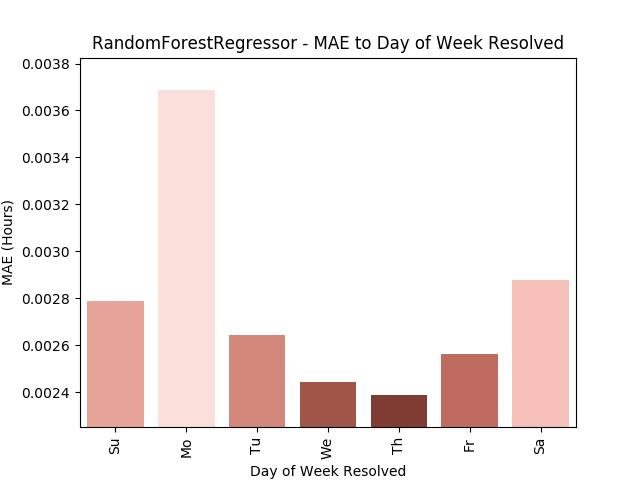 RandomForestRegressor - MAE to Day of Week Resolved
0.0038
0.0036
0.0034
0.0032
0.0030
0.0028
0.0026
0.0024
MAE (Hours)
Su
Mo
Tu
We
Th
Fr
Sa
Day of Week Resolved